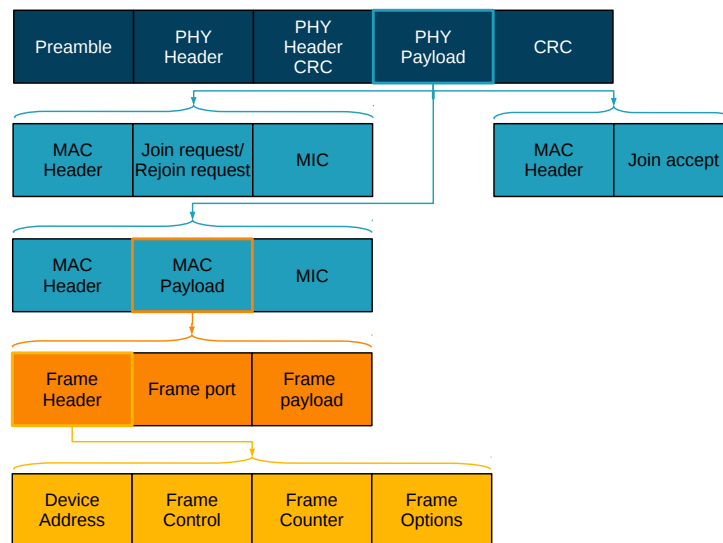 Preamble
PHY
Header
PHY
Header
CRC
PHY
Payload
CRC
MAC
Header
Join request/
Rejoin request
MIC
MAC
Header
Join accept
MAC
Header
MAC
Payload
MIC
Frame
Header
Frame port
Frame
payload
Device
Address
Frame
Control
Frame
Counter
Frame
Options